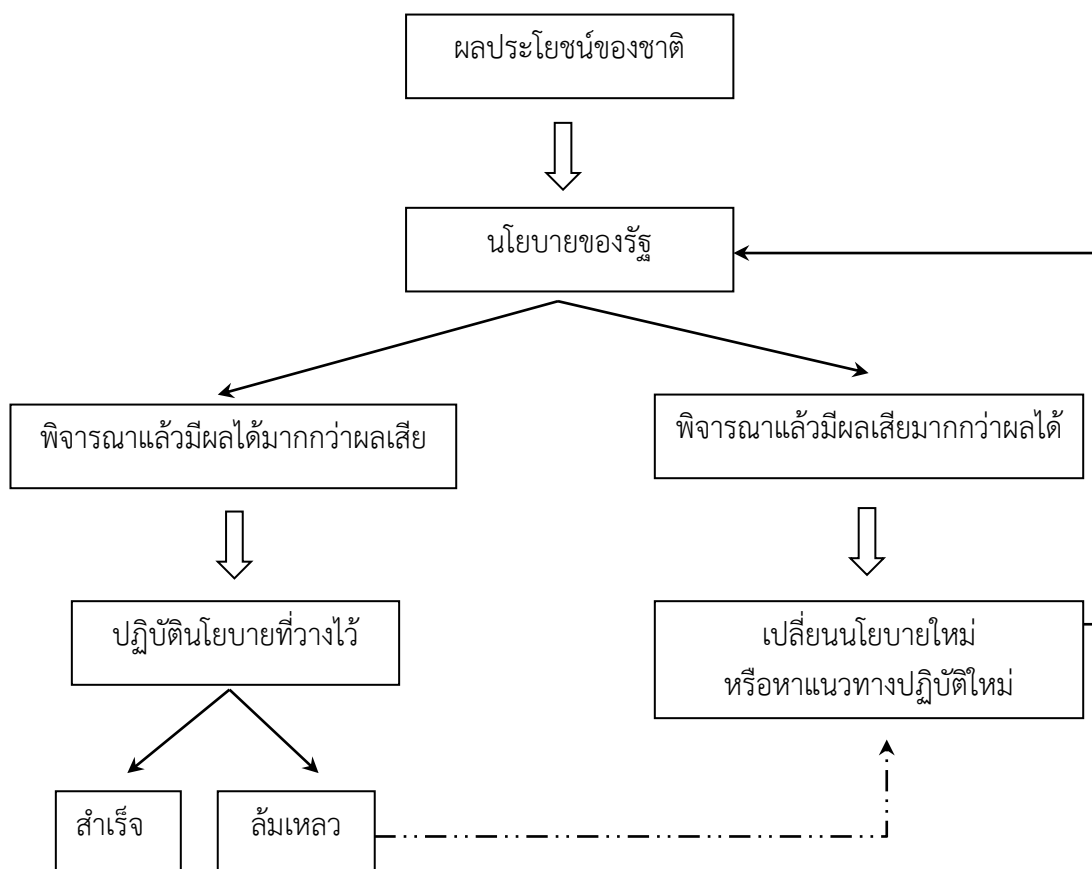 ผลประโยชน์ของชาติ
นโยบายของรัฐ
พิจารณาแล้วมีผลได้มากกว่าผลเสีย
พิจารณาแล้วมีผลเสียมากกว่าผลได้
ปฏิบัตินโยบายที่วางไว้
เปลี่ยนนโยบายใหม่
หรือหาแนวทางปฏิบัติใหม่
สำเร็จ
ล้มเหลว